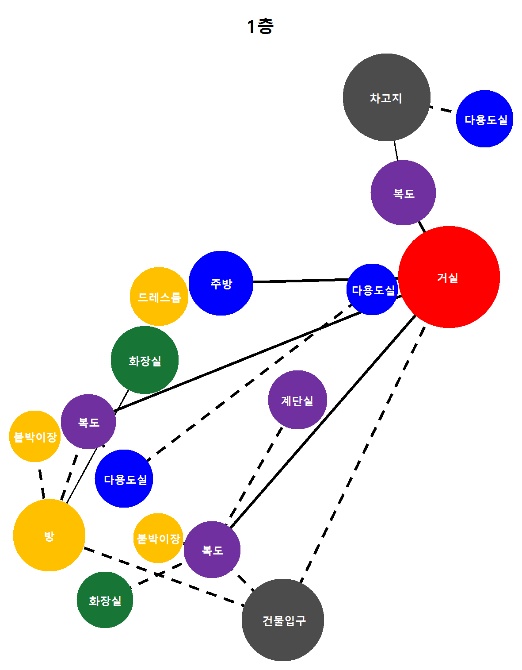 1층
차고지
다용도실
복도
거실
주방
다용도실
드레스룸
화장실
계단실
복도
붙박이장
다용도실
방
붙박이장
복도
화장실
건물입구